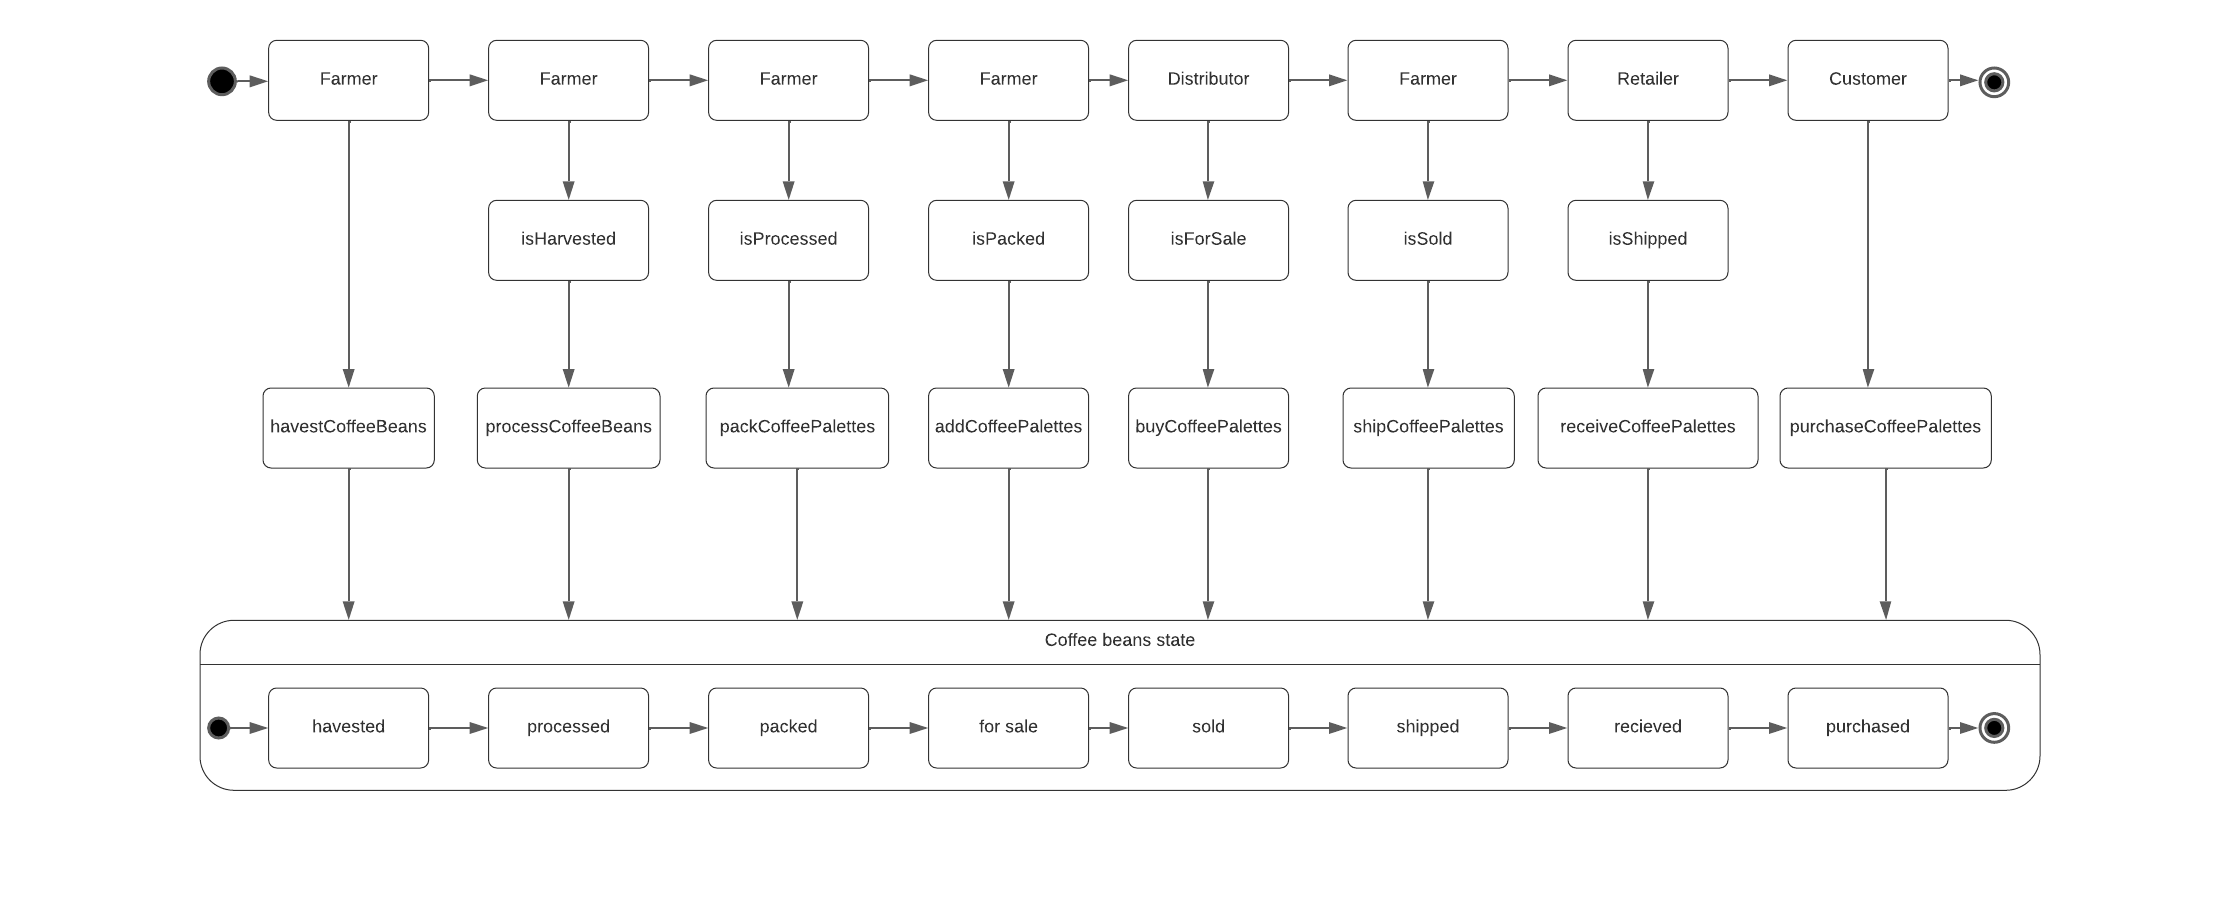 Farmer
Farmer
Farmer
Farmer
Distributor
Farmer
Retailer
Customer
isHarvested
isProcessed
isPacked
isForSale
isSold
isShipped
havestCoffeeBeans
processCoffeeBeans
packCoffeePalettes
addCoffeePalettes
buyCoffeePalettes
shipCoffeePalettes
receiveCoffeePalettes
purchaseCoffeePalettes
Coffee beans state
havested
processed
packed
for sale
sold
shipped
recieved
purchased